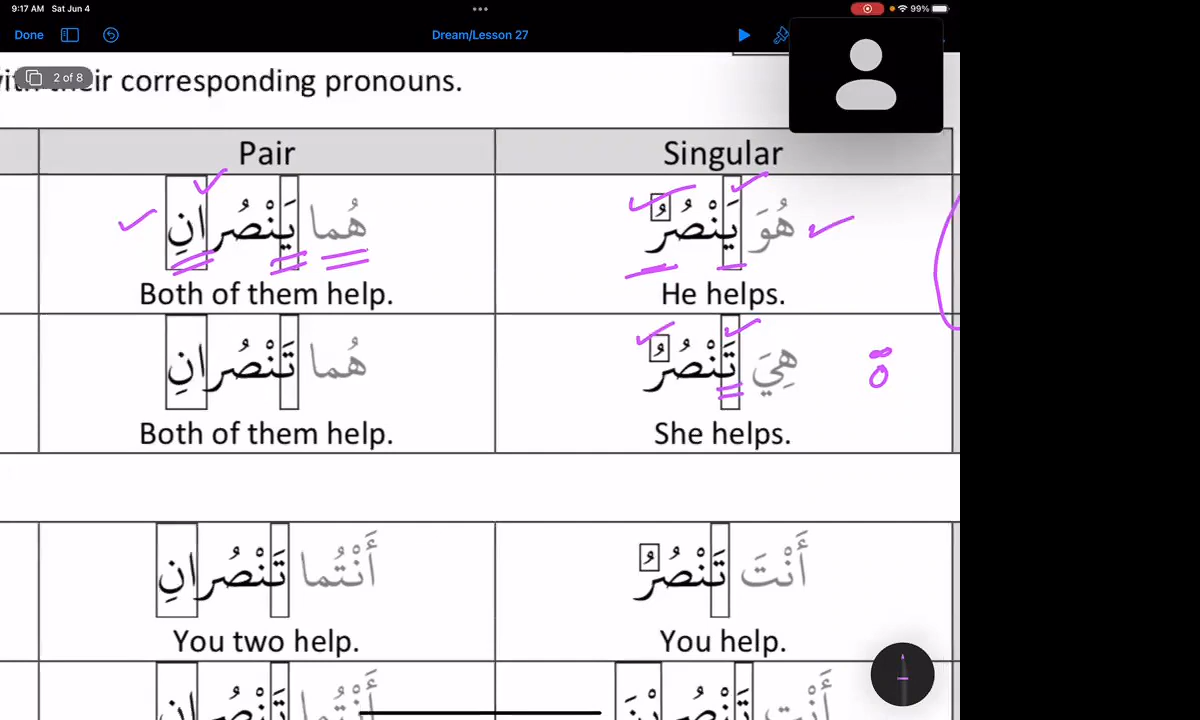 9:17 AM Sat Jun 4
99%
Done
Dream/Lesson 27
2 of 8
their corresponding pronouns.
Pair
Singular
هُوَ يَنْصُرُ
He helps.
هُما يَنْصُرانِ
Both of them help.
هِيَ تَنْصُرُ
She helps.
هُما تَنْصُرانِ
Both of them help.
أَنْتَ تَنْصُرُ
You help.
أَنْتُما تَنْصُرانِ
You two help.